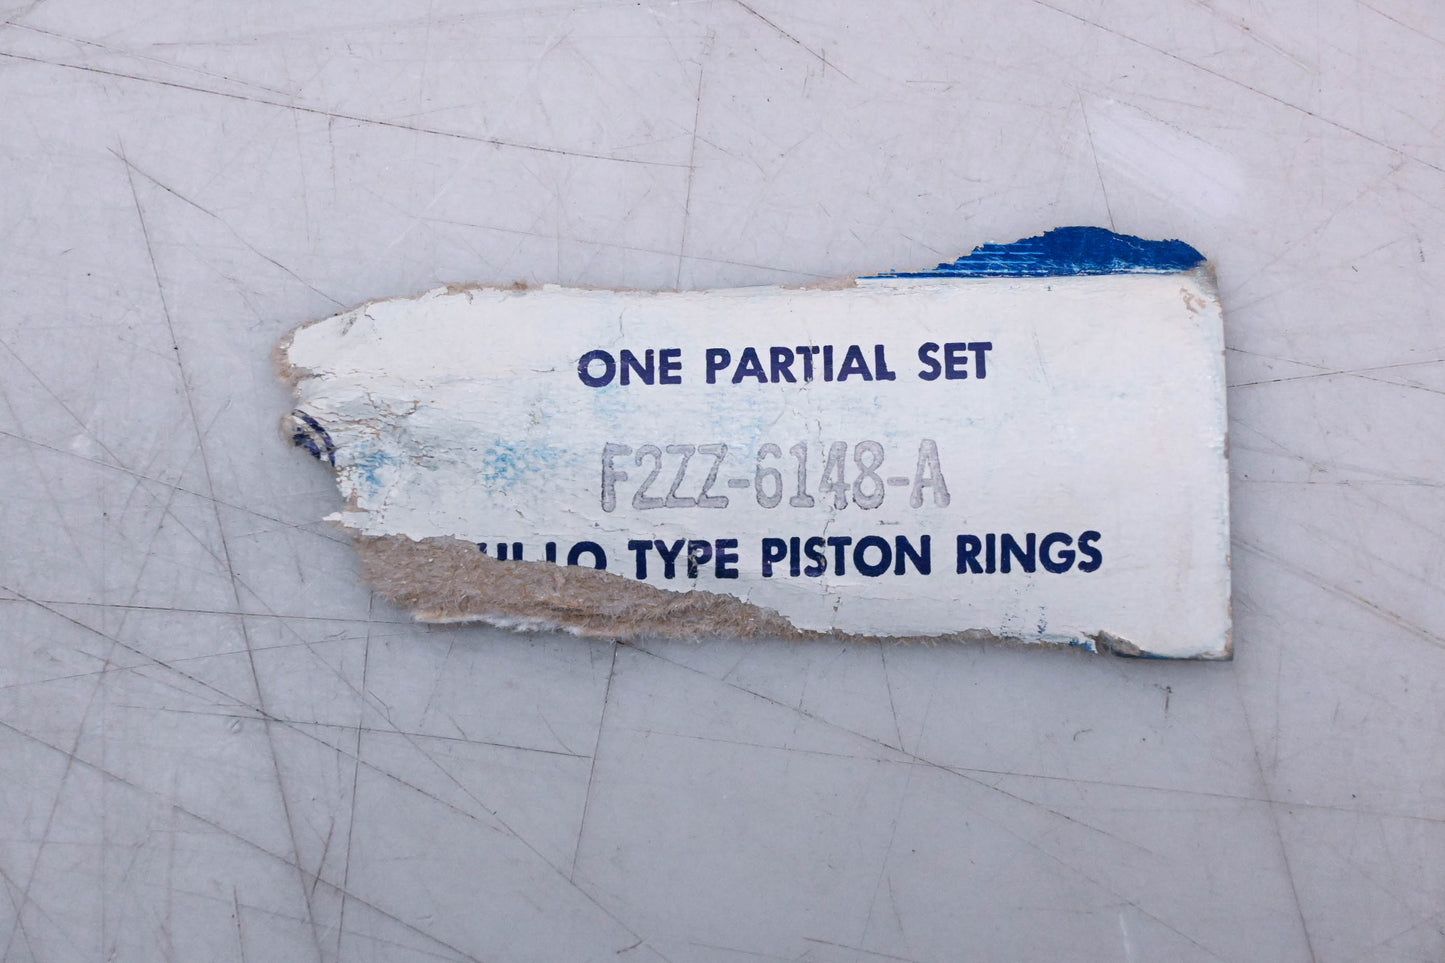 ONE PARTIAL SET
F2ZZ-6148-A
TYPE PISTON RINGS